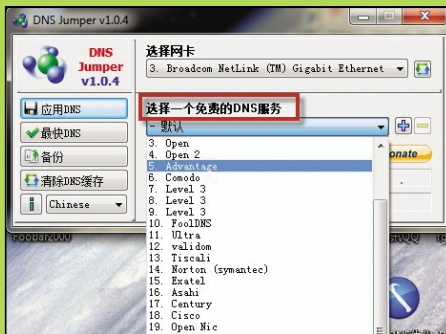 DNS Jumper v1.0.4
DNS
Jumper
v1.0.4
选择网卡
3. Broadcom NetLink (TM) Gigabit Ethernet
应用DNS
最快DNS
备份
清除DNS缓存
Chinese
选择一个免费的DNS服务
- 默认
3. Open
4. Open 2
5. Advantage
6. Comodo
7. Level 3
8. Level 3
9. Level 3
10. FoolDNS
11. Ultra
12. validom
13. Tiscali
14. Norton (symantec)
15. Exatel
16. Asahi
17. Century
18. Cisco
19. Open Nic
onate
foobar2000